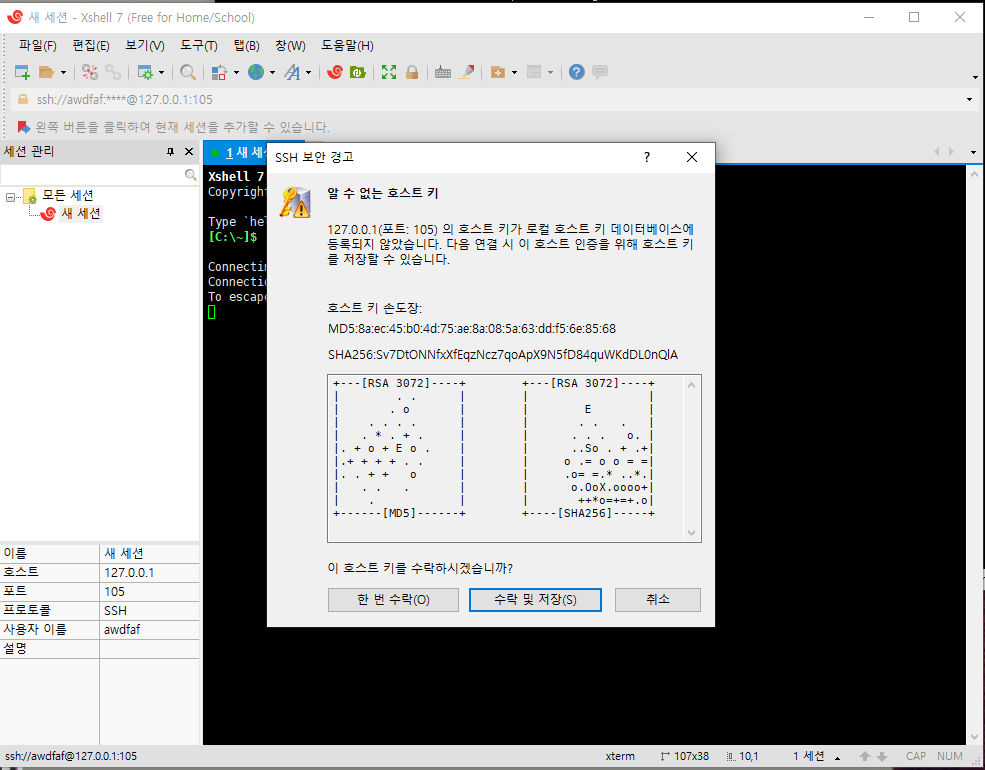 새 세션 - Xshell 7 (Free for Home/School)
파일(F) 편집(E) 보기(V) 도구(T) 탭(B) 창(W) 도움말(H)
ssh://awdfaf:****@127.0.0.1:105
왼쪽 버튼을 클릭하여 현재 세션을 추가할 수 있습니다.
세션 관리
모든 세션
새 세션
1 새 세
Xshell 7
Copyrigh
Type `hel
[C:\~]$
Connectin
Connectio
To escape
SSH 보안 경고
알 수 없는 호스트 키
127.0.0.1(포트: 105) 의 호스트 키가 로컬 호스트 키 데이터베이스에
등록되지 않았습니다. 다음 연결 시 이 호스트 인증을 위해 호스트 키
를 저장할 수 있습니다.
호스트 키 손도장:
MD5:8a:ec:45:b0:4d:75:ae:8a:08:5a:63:dd:f5:6e:85:68
SHA256:Sv7DtONNfxXfEqzNcz7qoApX9N5fD84quWKdDL0nQlA
+---[RSA 3072]----+ +---[RSA 3072]----+
|         . .     | |                 |
|        . o      | |        E        |
|     . . . .     | |       . .   .   |
|    . * . + .    | |      . . .   o. |
|. + o + E o .    | |      ..So . + .+|
|.+ + + + . .     | |     o .= o o = =|
|. . + +   o      | |     .o= =.* ..*.|
|    . .   .      | |      o.OoX.oooo+|
|     .           | |       ++*o=+=+.o|
+------[MD5]------+ +----[SHA256]-----+
이 호스트 키를 수락하시겠습니까?
한 번 수락(O) 수락 및 저장(S) 취소
이름 새 세션
호스트 127.0.0.1
포트 105
프로토콜 SSH
사용자 이름 awdfaf
설명
ssh://awdfaf@127.0.0.1:105 xterm 107x38 10,1 1 세션 CAP NUM